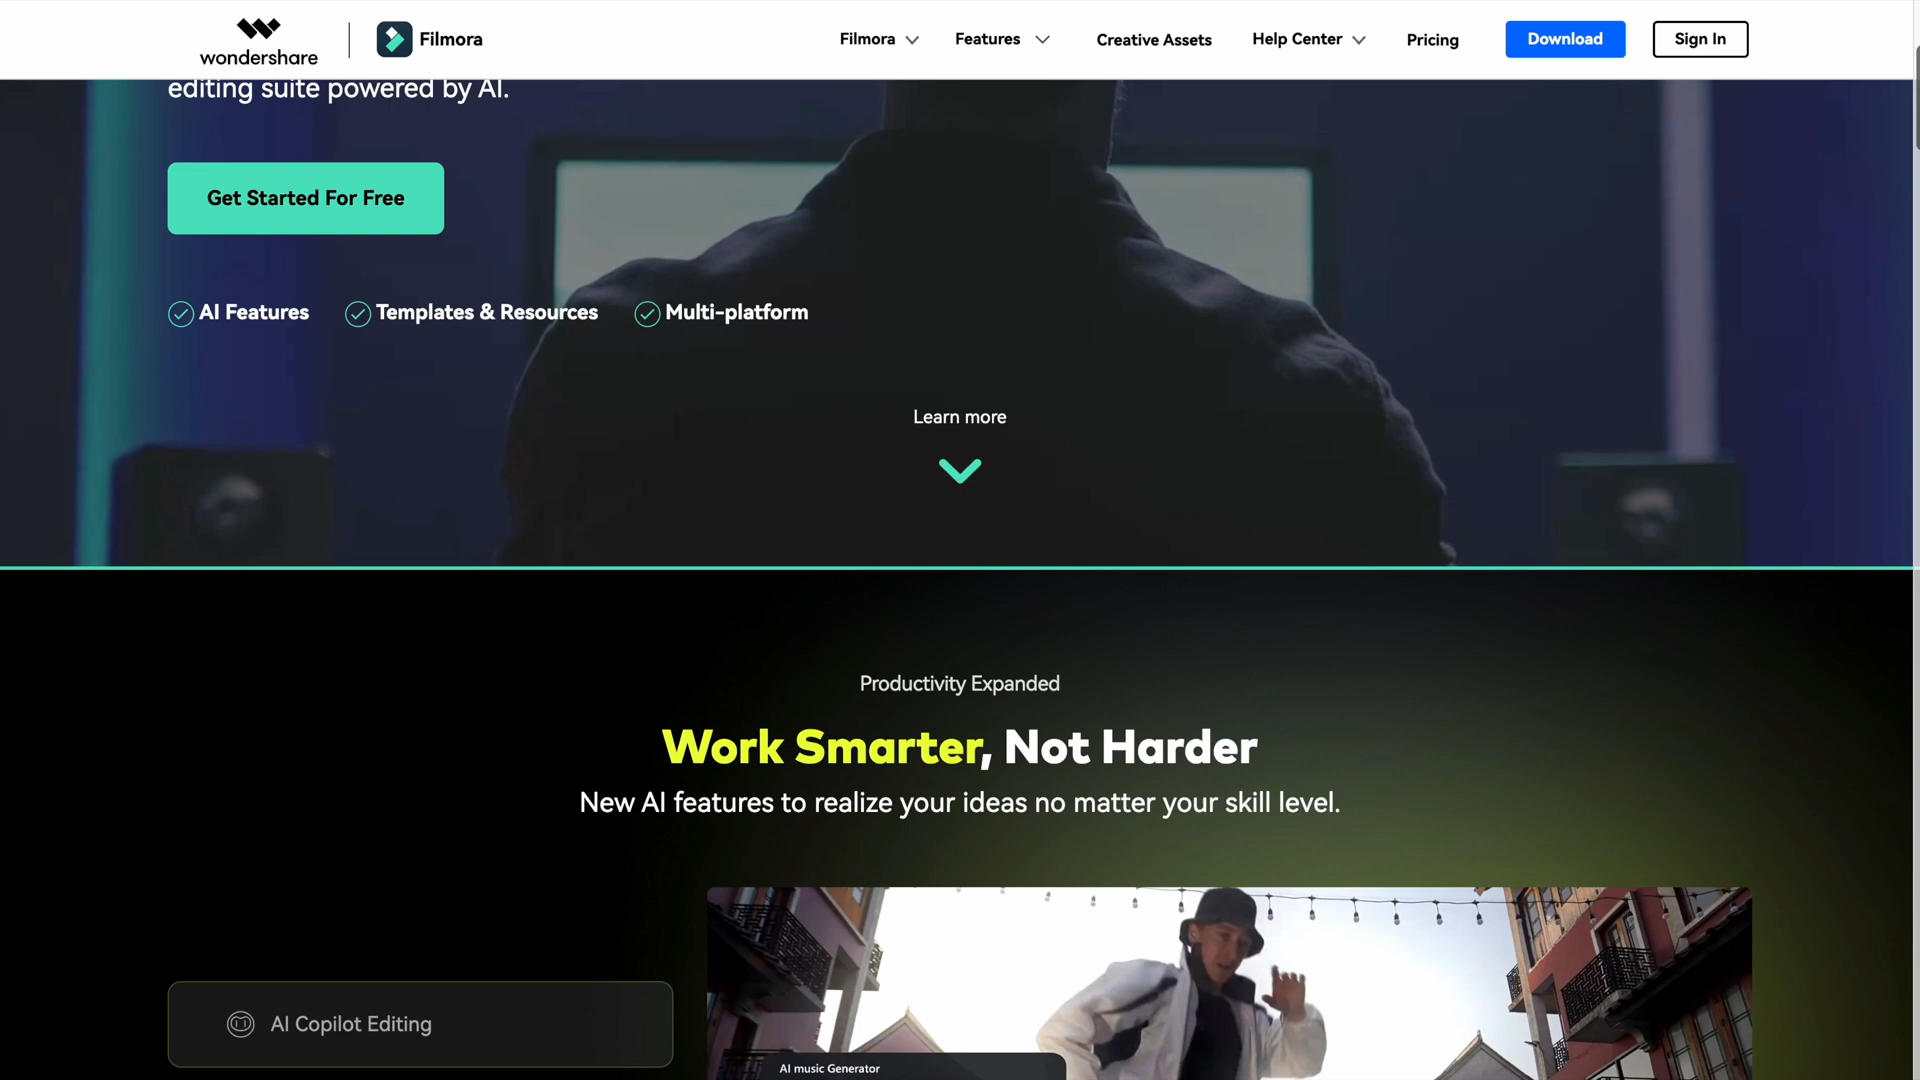 wondershare
Filmora
Filmora
Features
Creative Assets
Help Center
Pricing
Download
Sign In
editing suite powered by AI.
Get Started For Free
AI Features
Templates & Resources
Multi-platform
Learn more
Productivity Expanded
Work Smarter, Not Harder
New AI features to realize your ideas no matter your skill level.
AI Copilot Editing
AI music Generator